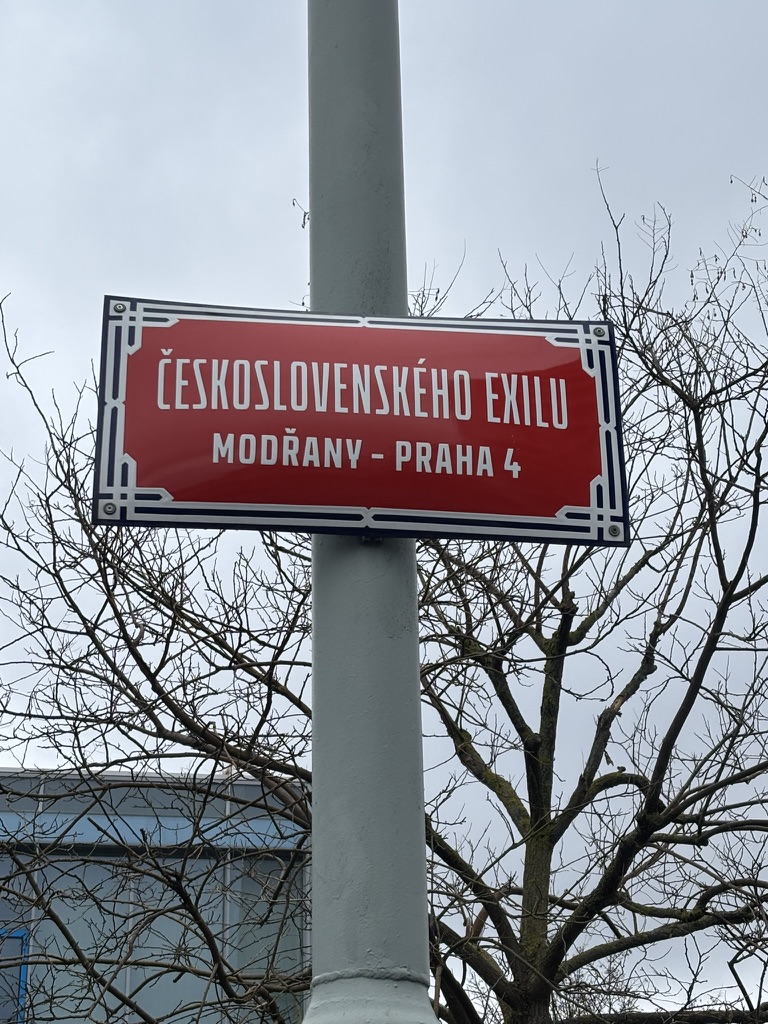 ČESKOSLOVENSKÉHO EXILU
MODŘANY - PRAHA 4